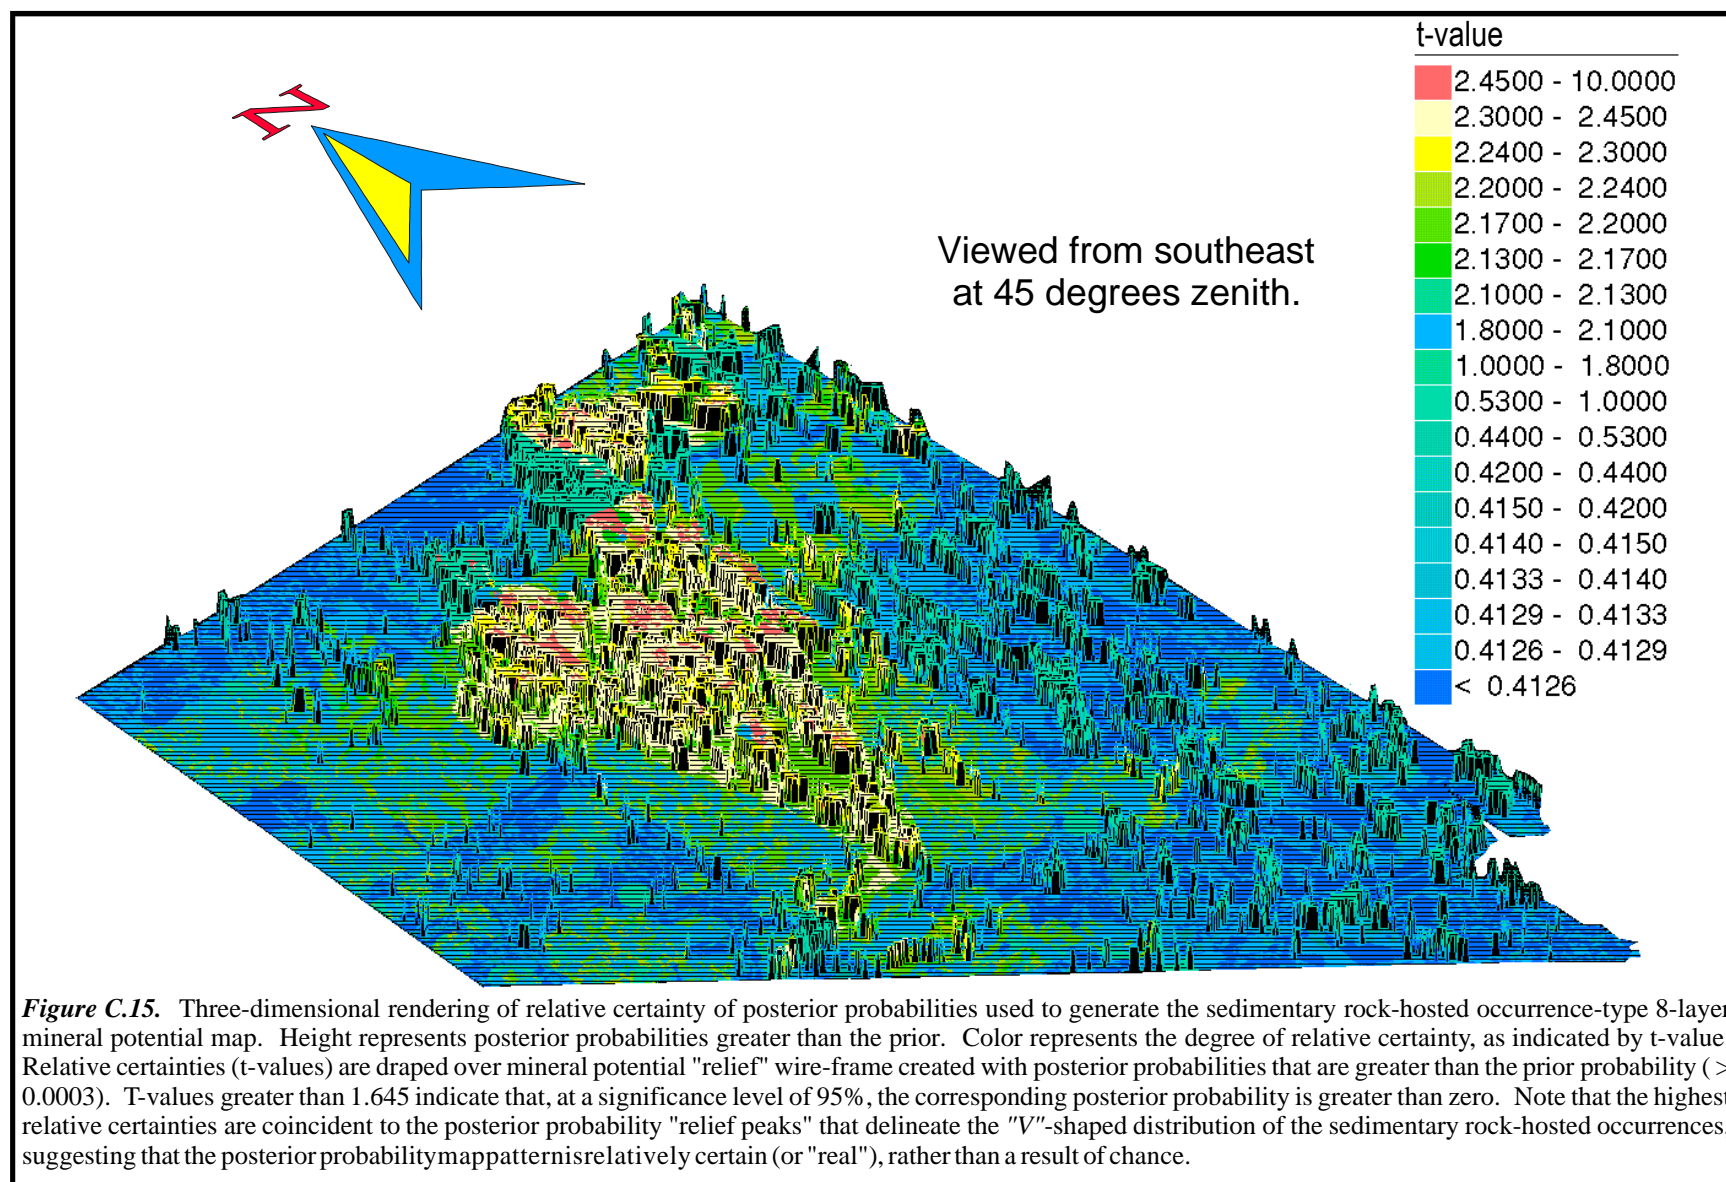 N
t-value
2.4500 - 10.0000
2.3000 - 2.4500
2.2400 - 2.3000
2.2000 - 2.2400
2.1700 - 2.2000
2.1300 - 2.1700
2.1000 - 2.1300
1.8000 - 2.1000
1.0000 - 1.8000
0.5300 - 1.0000
0.4400 - 0.5300
0.4200 - 0.4400
0.4150 - 0.4200
0.4140 - 0.4150
0.4133 - 0.4140
0.4129 - 0.4133
0.4126 - 0.4129
< 0.4126
Viewed from southeast
at 45 degrees zenith.
Figure C.15. Three-dimensional rendering of relative certainty of posterior probabilities used to generate the sedimentary rock-hosted occurrence-type 8-layer
mineral potential map. Height represents posterior probabilities greater than the prior. Color represents the degree of relative certainty, as indicated by t-value
Relative certainties (t-values) are draped over mineral potential "relief" wire-frame created with posterior probabilities that are greater than the prior probability ( >
0.0003). T-values greater than 1.645 indicate that, at a significance level of 95%, the corresponding posterior probability is greater than zero. Note that the highest
relative certainties are coincident to the posterior probability "relief peaks" that delineate the "V"-shaped distribution of the sedimentary rock-hosted occurrences,
suggesting that the posterior probability map pattern is relatively certain (or "real"), rather than a result of chance.